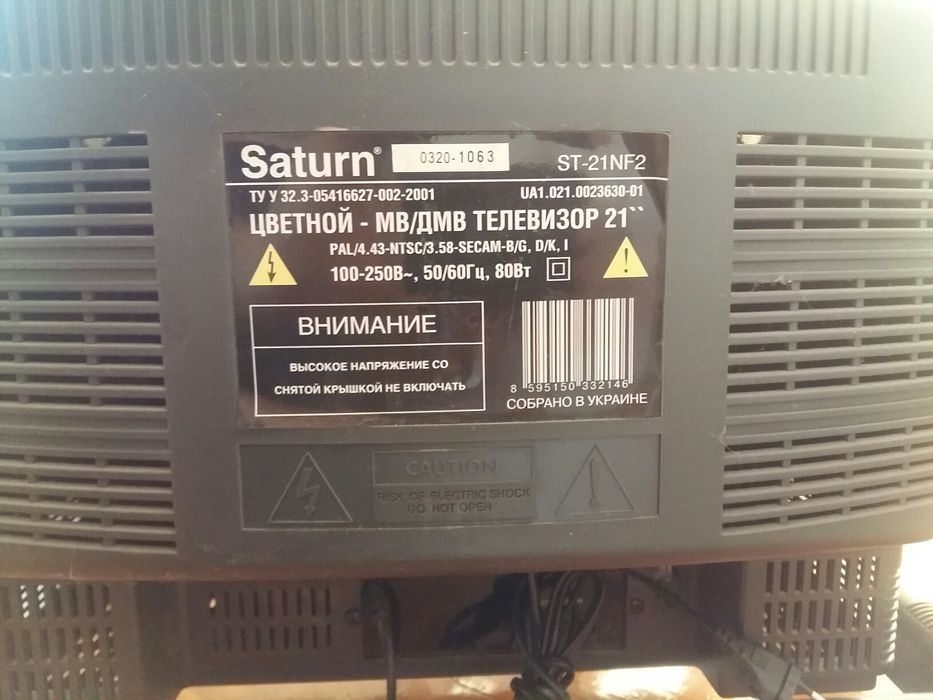 Saturn® 0320-1063 ST-21NF2
ТУ У 32.3-05416627-002-2001 UA1.021.0023630-01
ЦВЕТНОЙ - МВ/ДМВ ТЕЛЕВИЗОР 21``
PAL/4.43-NTSC/3.58-SECAM-B/G, D/K, I
100-250В~, 50/60Гц, 80Вт
ВНИМАНИЕ
ВЫСОКОЕ НАПРЯЖЕНИЕ СО
СНЯТОЙ КРЫШКОЙ НЕ ВКЛЮЧАТЬ
8 595150 332146
СОБРАНО В УКРАИНЕ
CAUTION
RISK OF ELECTRIC SHOCK
DO NOT OPEN